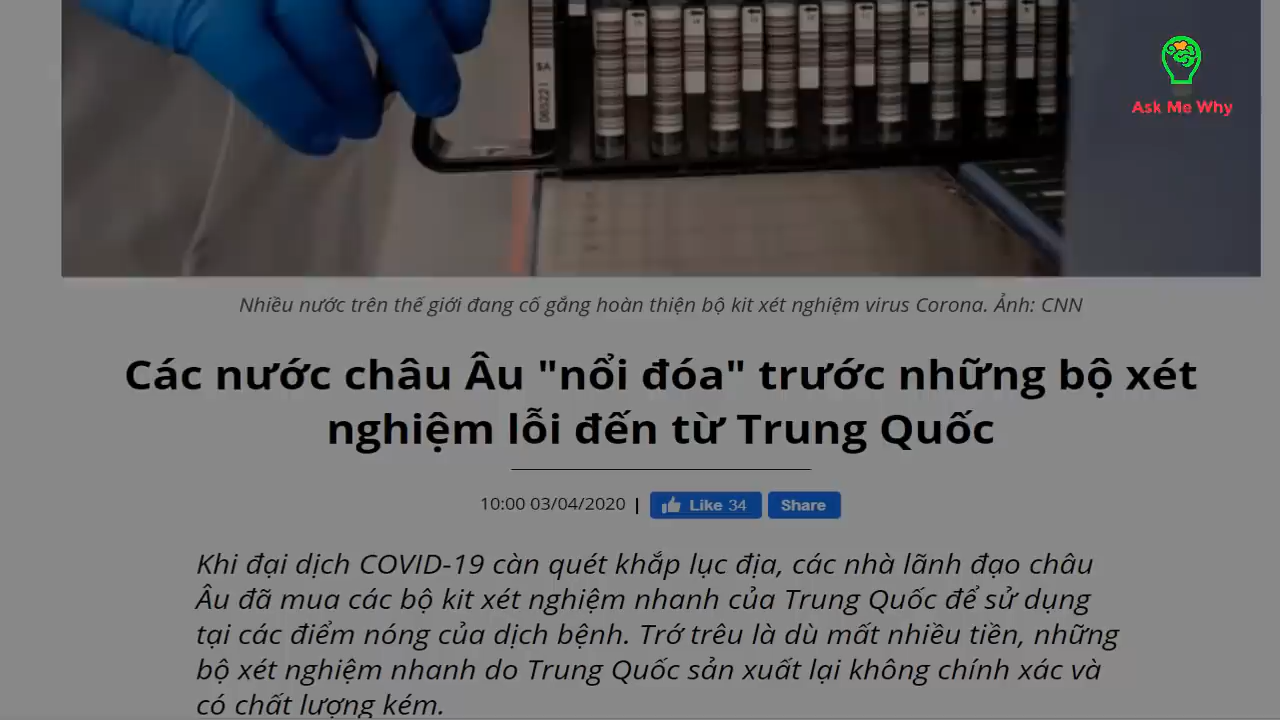 $A
065221
Ask Me Why
Nhiều nước trên thế giới đang cố gắng hoàn thiện bộ kit xét nghiệm virus Corona. Ảnh: CNN
Các nước châu Âu "nổi đóa" trước những bộ xét
nghiệm lỗi đến từ Trung Quốc
10:00 03/04/2020 | Like 34 Share
Khi đại dịch COVID-19 càn quét khắp lục địa, các nhà lãnh đạo châu
Âu đã mua các bộ kit xét nghiệm nhanh của Trung Quốc để sử dụng
tại các điểm nóng của dịch bệnh. Trớ trêu là dù mất nhiều tiền, những
bộ xét nghiệm nhanh do Trung Quốc sản xuất lại không chính xác và
có chất lượng kém.